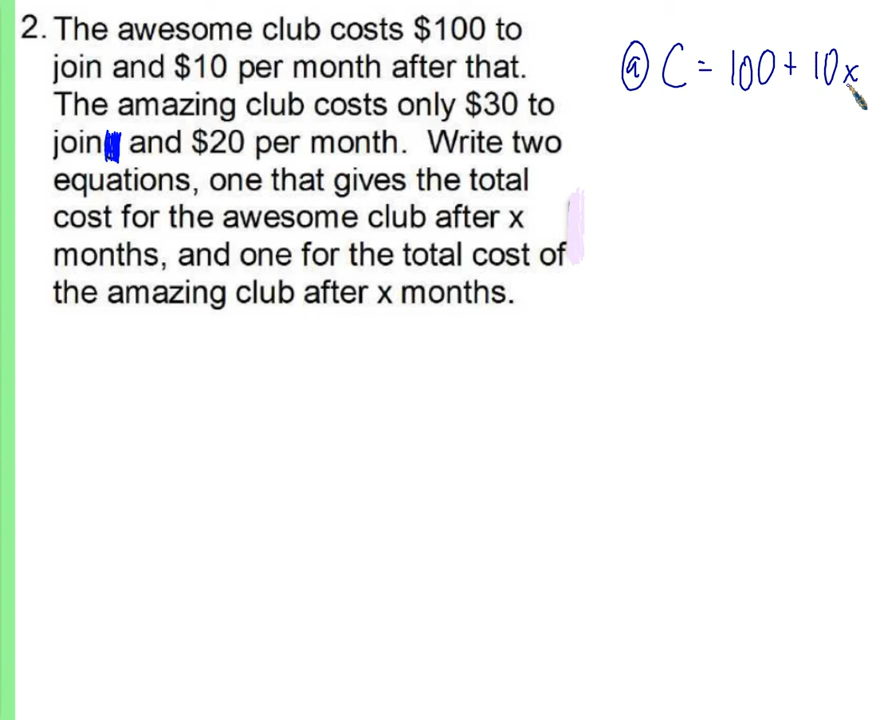 2. The awesome club costs $100 to
join and $10 per month after that.
The amazing club costs only $30 to
join and $20 per month. Write two
equations, one that gives the total
cost for the awesome club after x
months, and one for the total cost of
the amazing club after x months.
ⓐ C = 100 + 10x